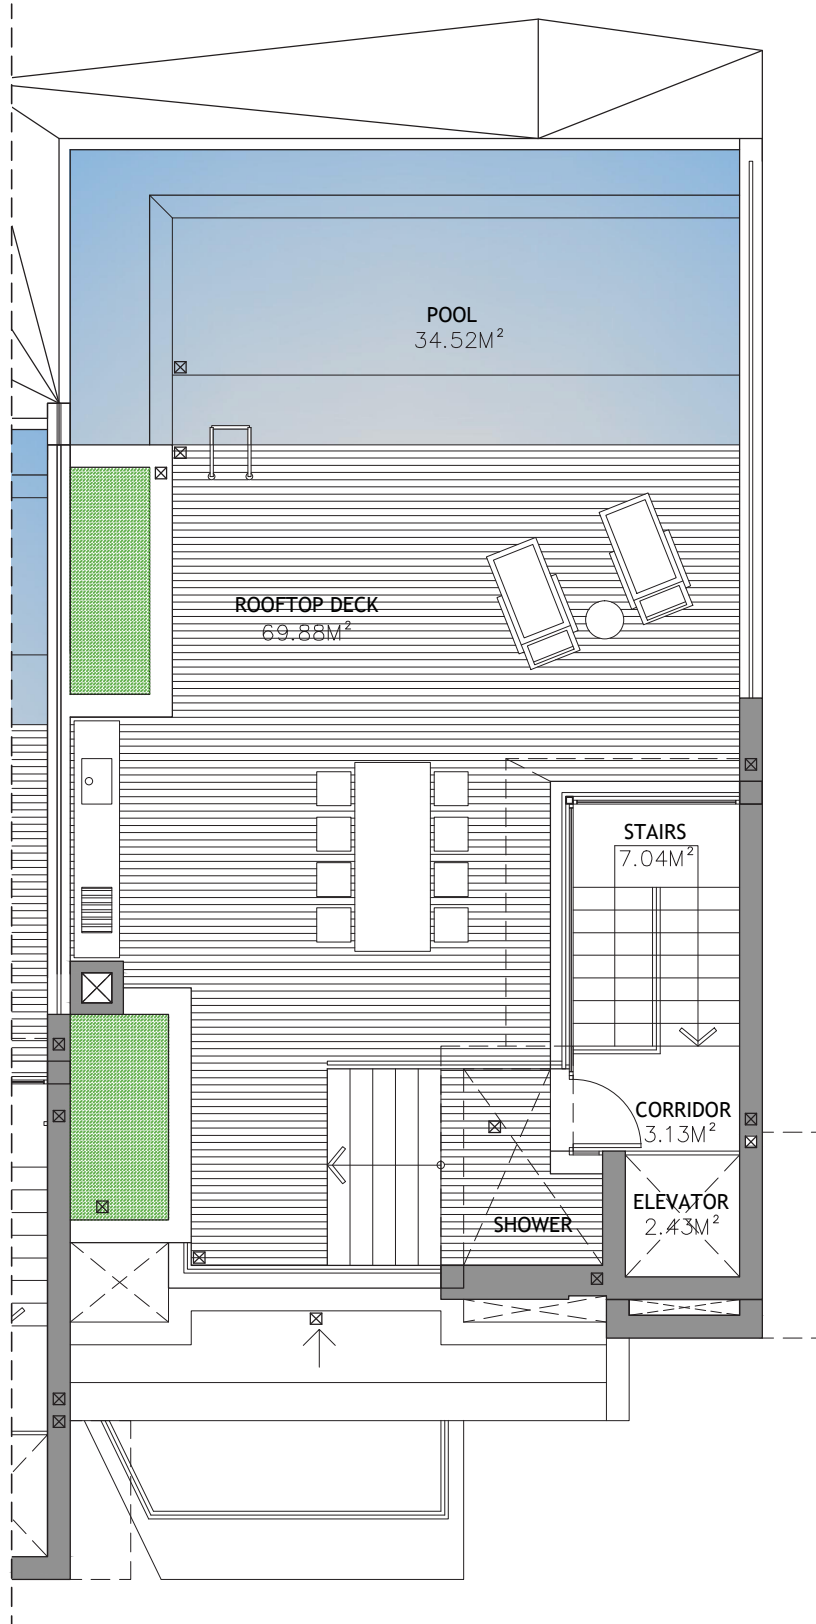 POOL
34.52M²
ROOFTOP DECK
69.88M²
STAIRS
7.04M²
CORRIDOR
3.13M²
ELEVATOR
2.43M²
SHOWER